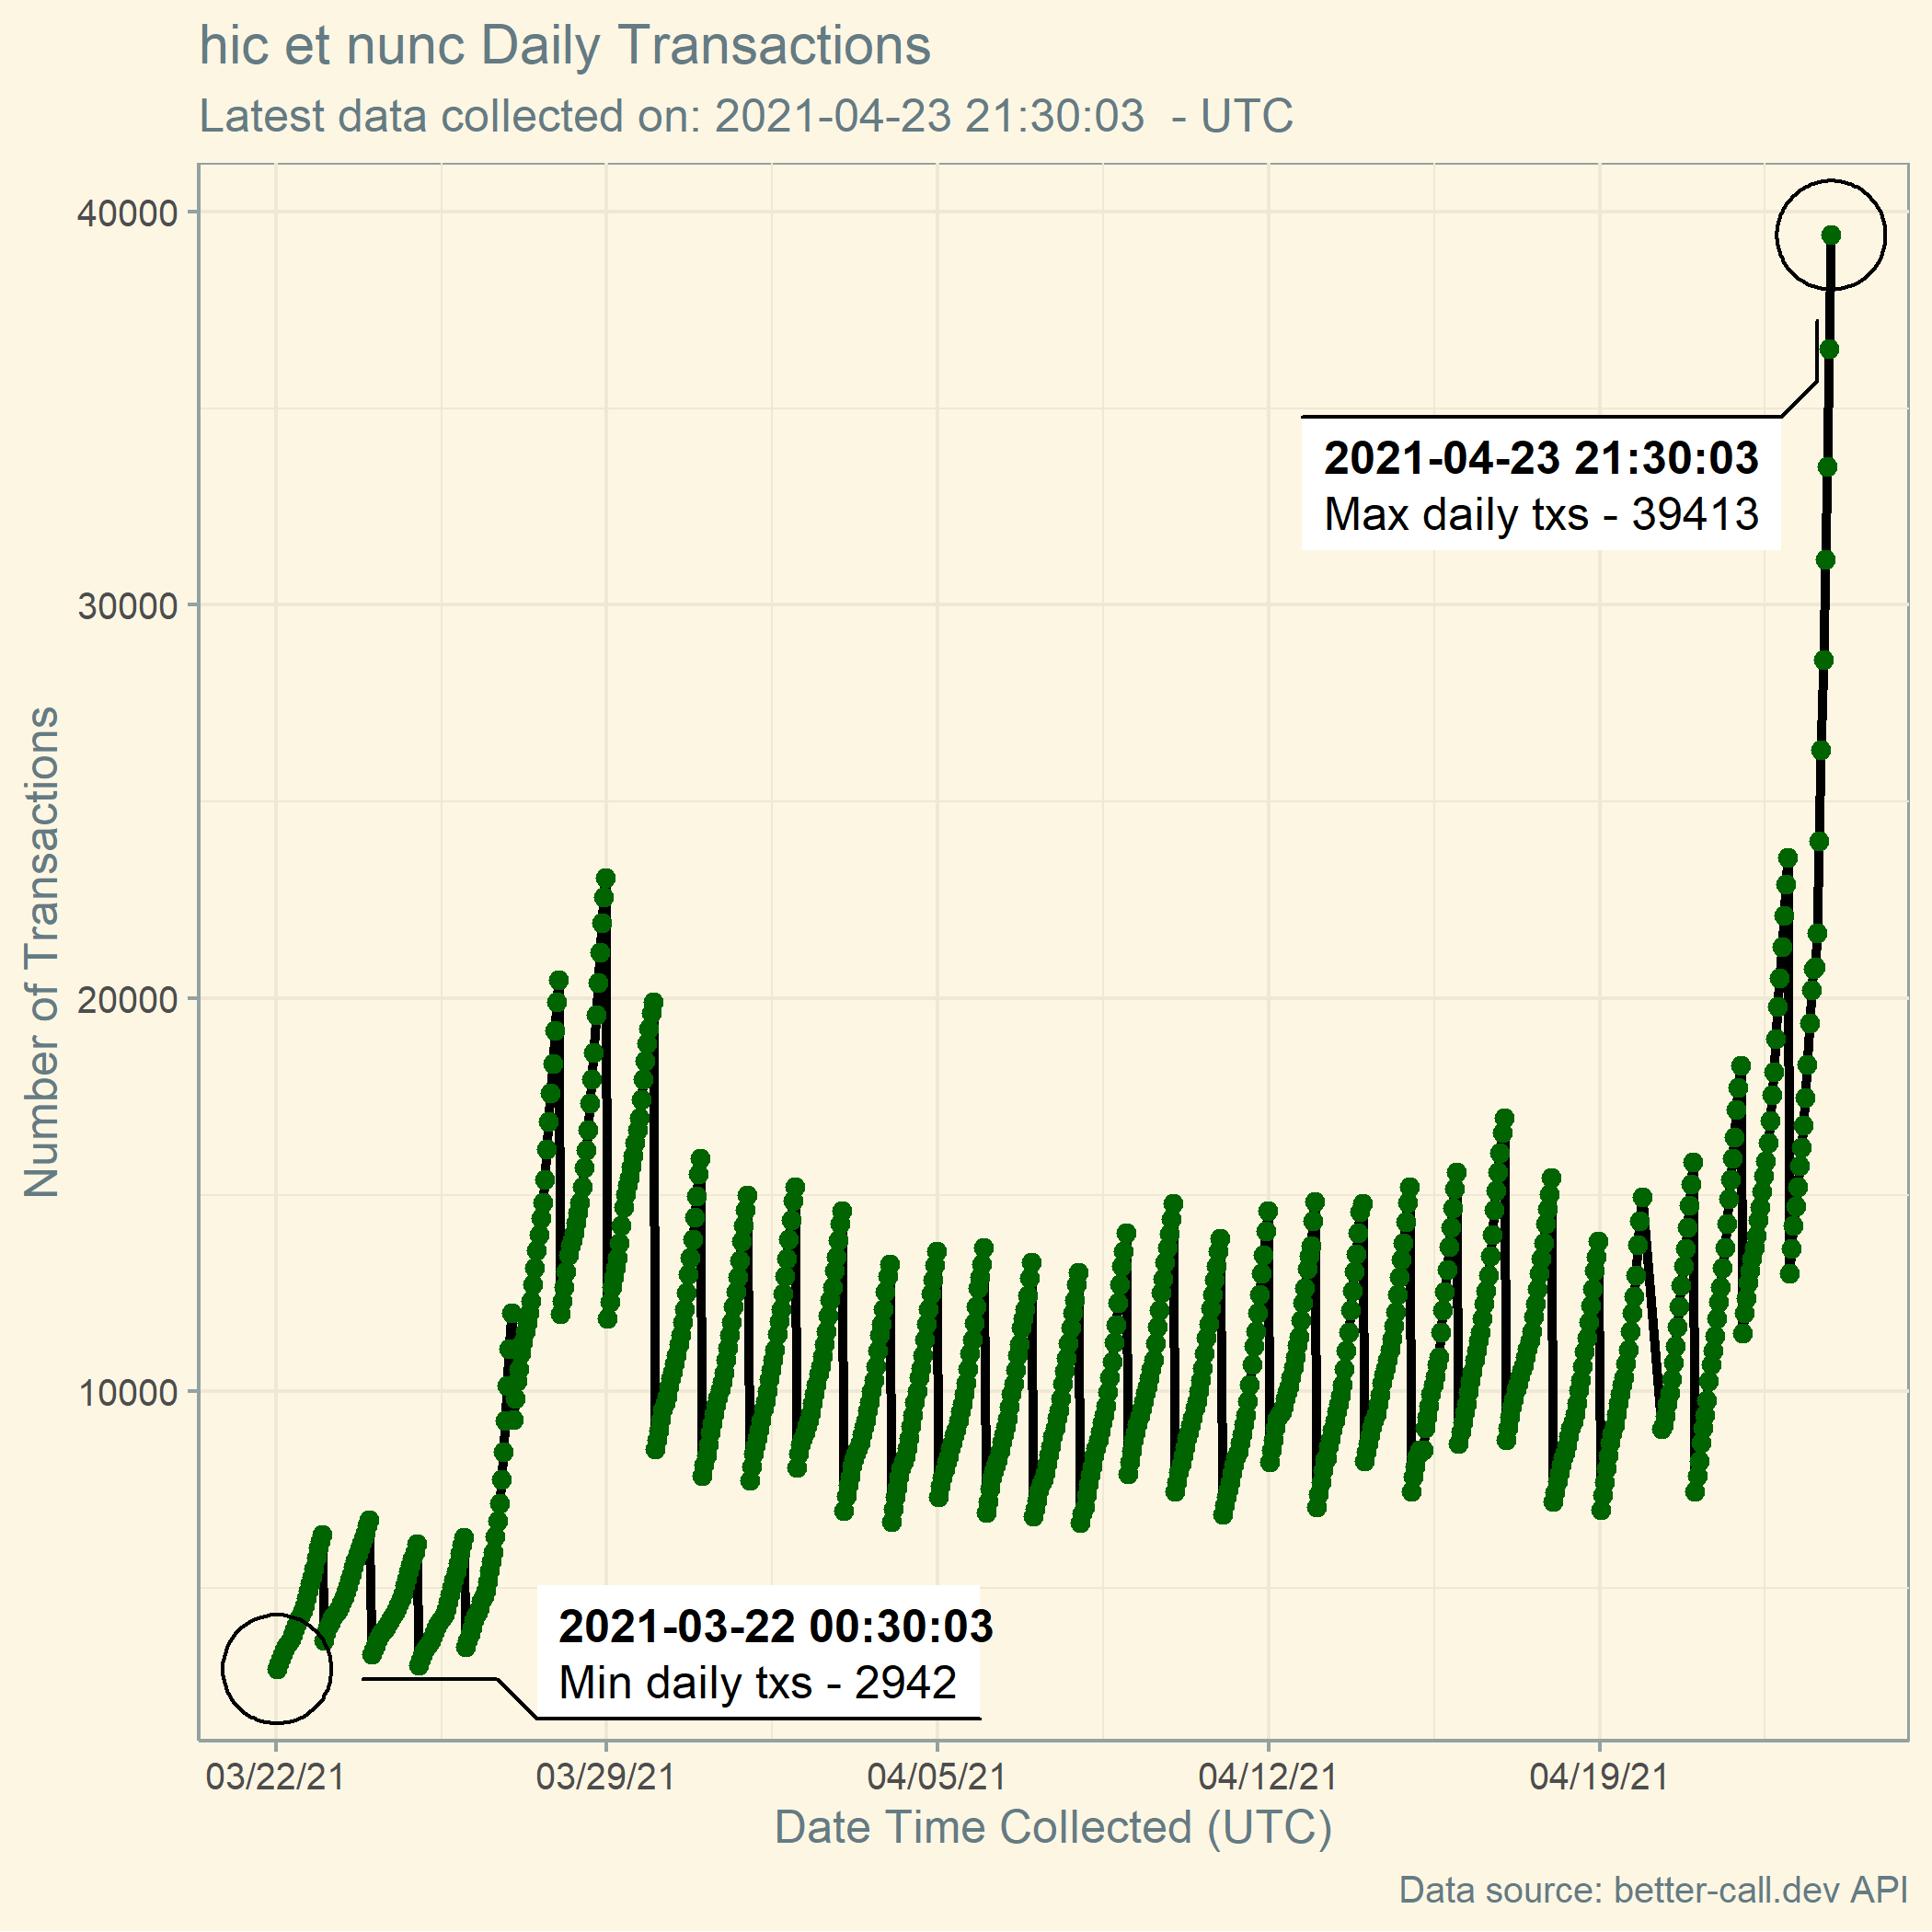 hic et nunc Daily Transactions
Latest data collected on: 2021-04-23 21:30:03  - UTC
Number of Transactions
40000
30000
20000
10000
2021-04-23 21:30:03
Max daily txs - 39413
2021-03-22 00:30:03
Min daily txs - 2942
03/22/21
03/29/21
04/05/21
04/12/21
04/19/21
Date Time Collected (UTC)
Data source: better-call.dev API